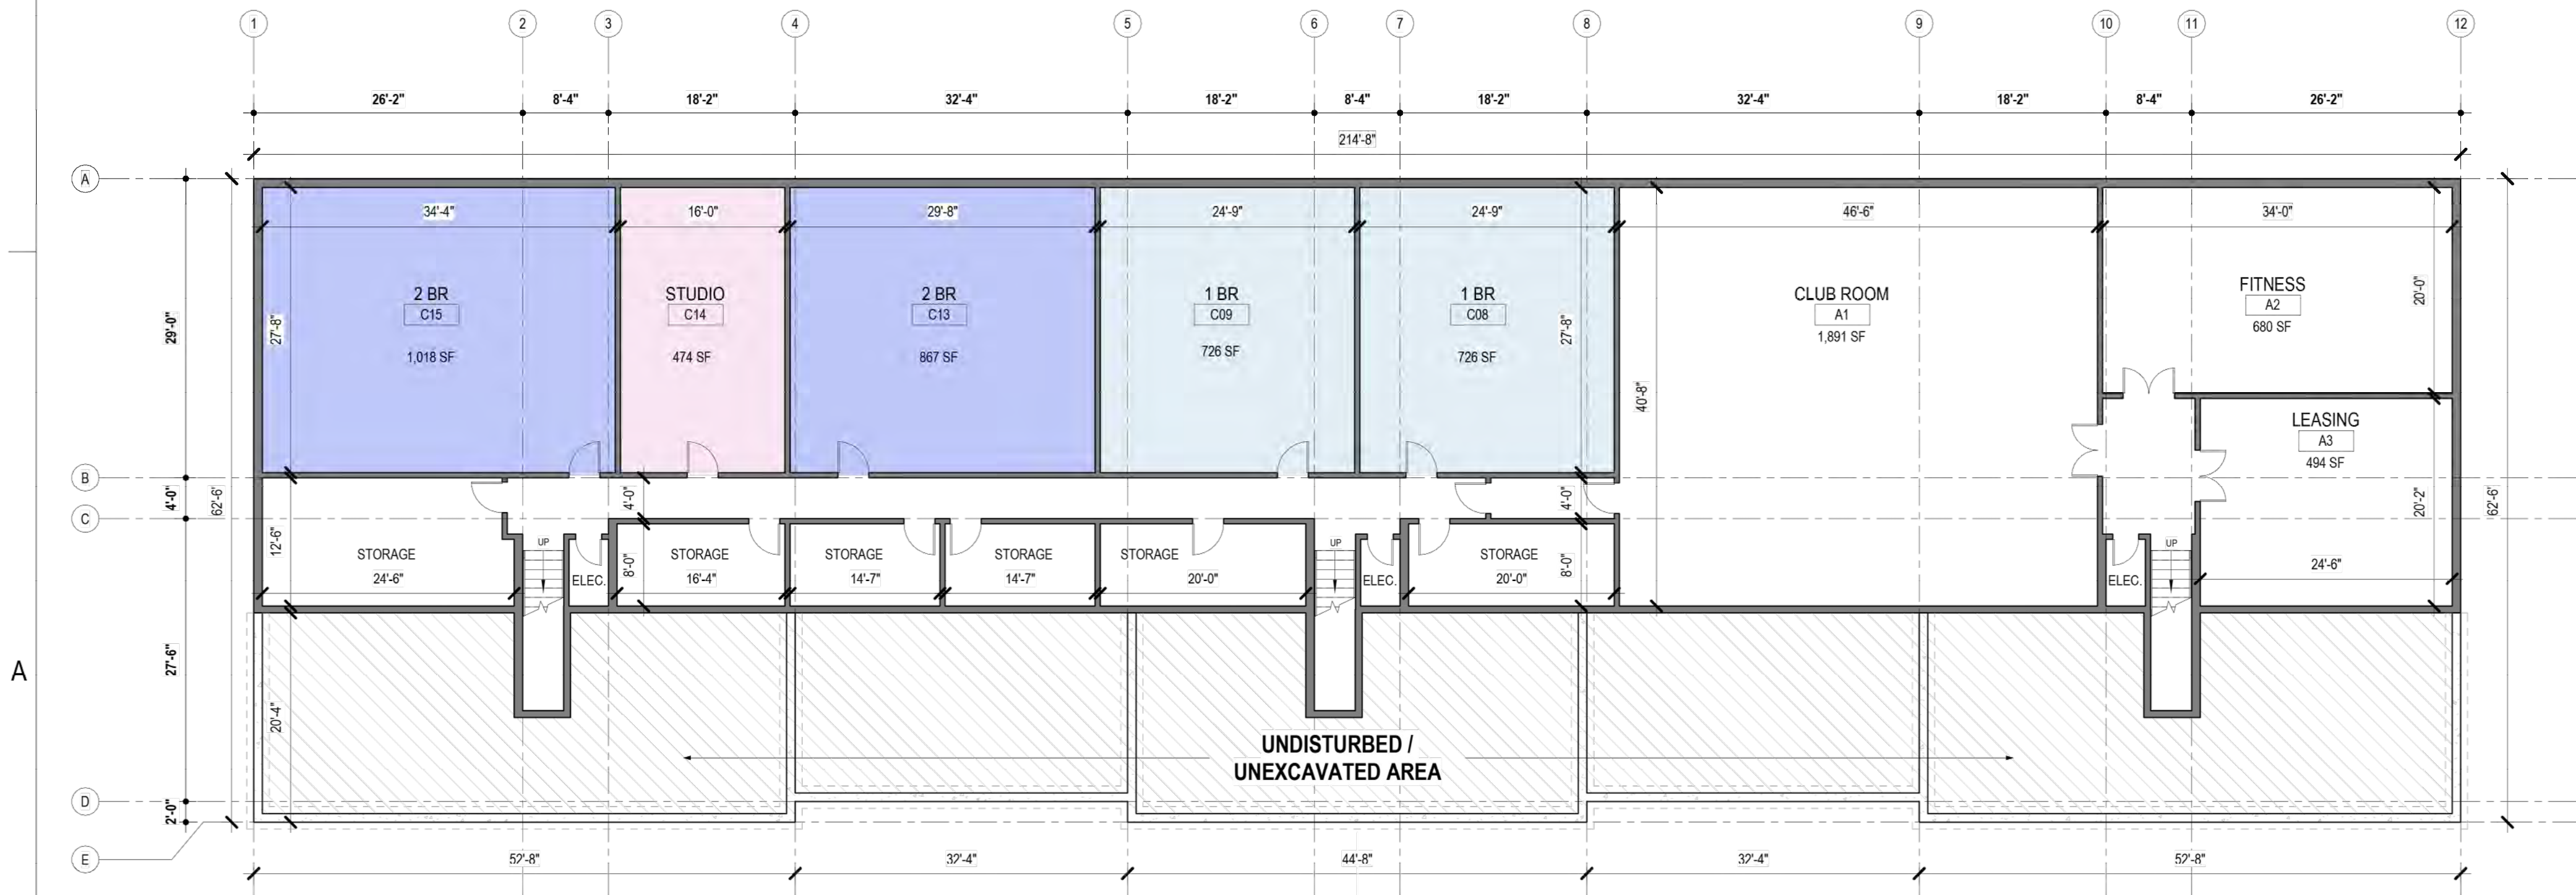 1 2 3 4 5 6 7 8 9 10 11 12
26'-2" 8'-4" 18'-2" 32'-4" 18'-2" 8'-4" 18'-2" 32'-4" 18'-2" 8'-4" 26'-2"
214'-8"
A
34'-4" 16'-0" 29'-8" 24'-9" 24'-9" 46'-6" 34'-0"
29'-0"
27'-8"
2 BR
C15
1,018 SF
STUDIO
C14
474 SF
2 BR
C13
867 SF
1 BR
C09
726 SF
1 BR
C08
726 SF
27'-8"
40'-8"
CLUB ROOM
A1
1,891 SF
FITNESS
A2
680 SF
20'-0"
LEASING
A3
494 SF
20'-2"
24'-6"
B
4'-0"
62'-6"
4'-0"
4'-0"
62'-6"
C
12'-6"
STORAGE
24'-6"
UP
ELEC.
8'-0"
STORAGE
16'-4"
STORAGE
14'-7"
STORAGE
14'-7"
STORAGE
20'-0"
UP
ELEC.
STORAGE
20'-0"
8'-0"
ELEC.
UP
27'-6"
A
20'-4"
UNDISTURBED /
UNEXCAVATED AREA
D
2'-0"
E
52'-8" 32'-4" 44'-8" 32'-4" 52'-8"